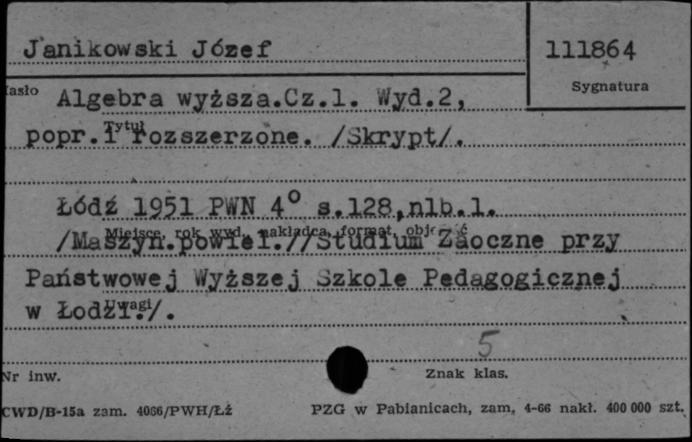 Janikowski Józef
111864
Sygnatura
Hasło
Algebra wyższa.Cz.1. Wyd.2,
Tytuł
popr.i rozszerzone. /Skrypt/.
Łódź 1951 PWN 4° s.128,nlb.1.
Miejsce, rok wyd., nakładca, format, obj
/Maszyn.powiel.//Studium Zaoczne przy
Państwowej Wyższej Szkole Pedagogicznej
Uwagi
w Łodzi./.
5
Nr inw.
Znak klas.
CWD/B-15a zam. 4066/PWH/Łź
PZG w Pabianicach, zam. 4-66 nakł. 400 000 szt.